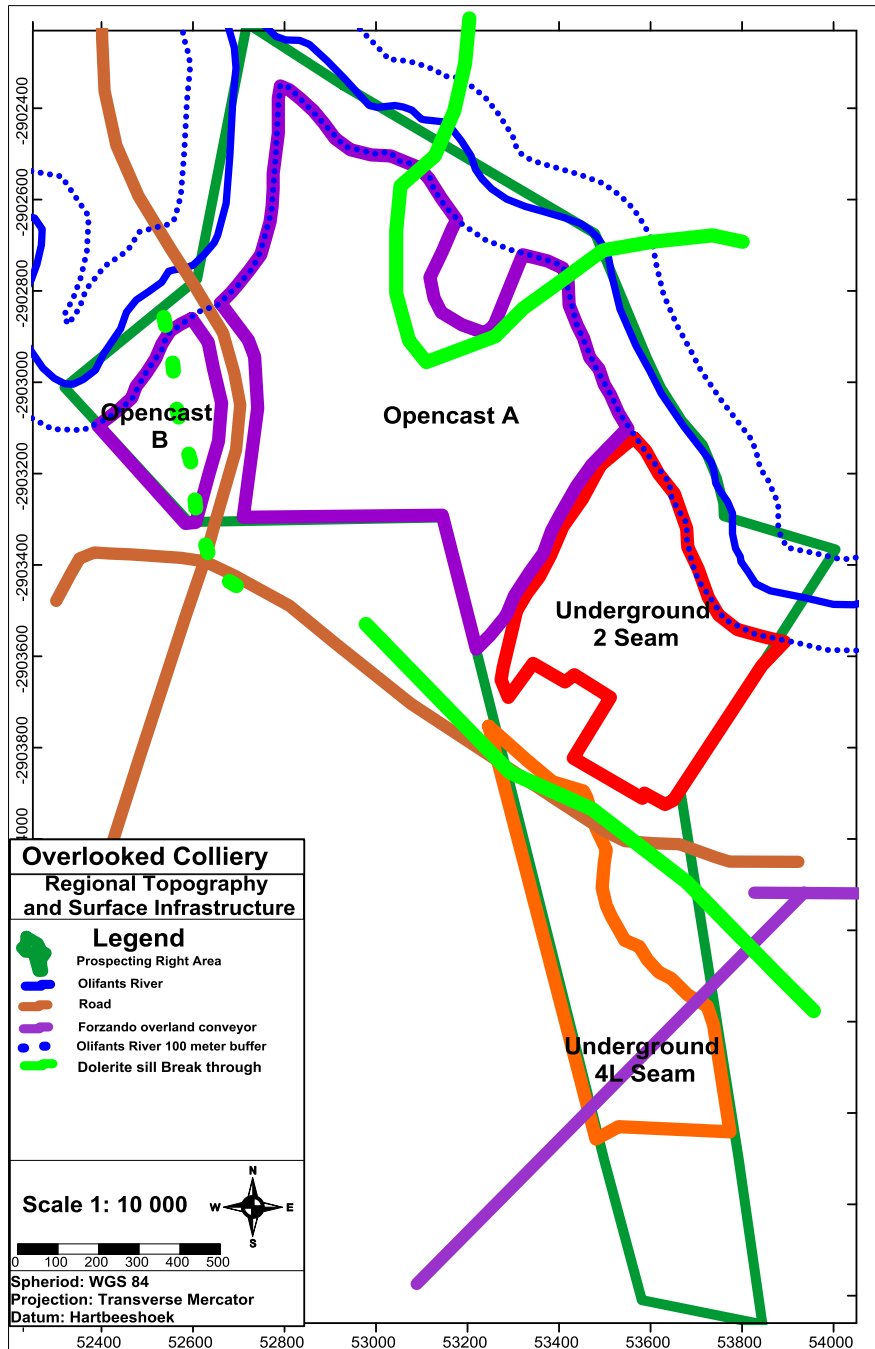 -2902400
-2902600
-2902800
-2903000
-2903200
-2903400
-2903600
-2903800
Opencast
B
Opencast A
Underground
2 Seam
Underground
4L Seam
Overlooked Colliery
Regional Topography
and Surface Infrastructure
Legend
Prospecting Right Area
Olifants River
Road
Forzando overland conveyor
Olifants River 100 meter buffer
Dolerite sill Break through
Scale 1: 10 000
N
W E
S
0 100 200 300 400 500
Spheriod: WGS 84
Projection: Transverse Mercator
Datum: Hartbeeshoek
52400 52600 52800 53000 53200 53400 53600 53800 54000